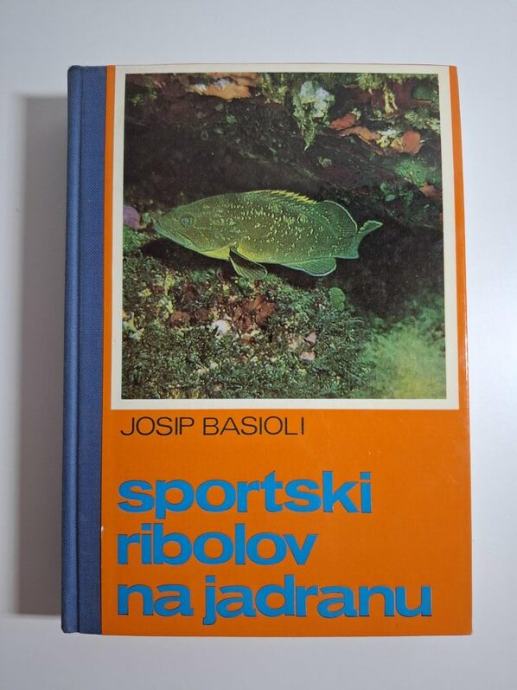 JOSIP BASIOLI
sportski
ribolov
na jadranu